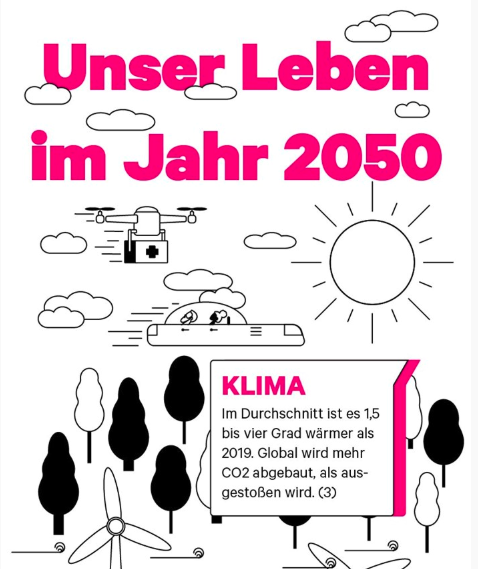 Unser Leben
im Jahr 2050
KLIMA
Im Durchschnitt ist es 1,5
bis vier Grad wärmer als
2019. Global wird mehr
CO2 abgebaut, als aus-
gestoßen wird. (3)